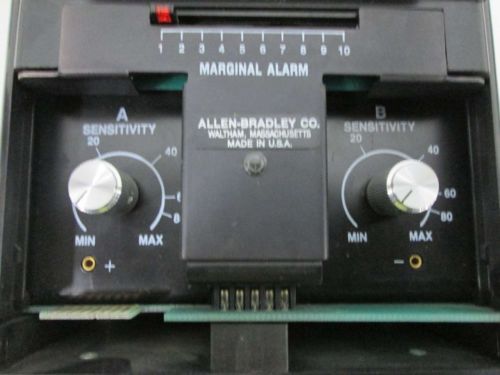 1 2 3 4 5 6 7 8 9 10
MARGINAL ALARM
A
SENSITIVITY
20
40
80
MIN
MAX
+
ALLEN-BRADLEY CO.
WALTHAM, MASSACHUSETTS
MADE IN U.S.A.
B
SENSITIVITY
20
40
60
80
MIN
MAX
-